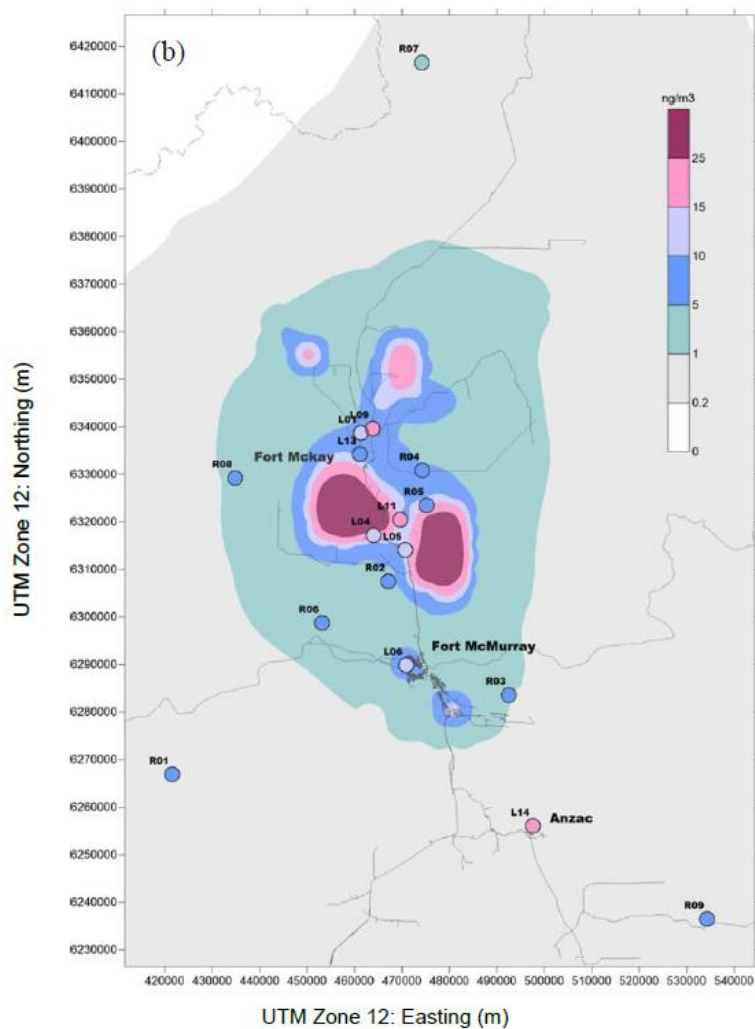 (b)
R07
ng/m3
25
15
10
5
1
0.2
0
6420000
6410000
6400000
6390000
6380000
6370000
6360000
6350000
6340000
6330000
6320000
6310000
6300000
6290000
6280000
6270000
6260000
6250000
6240000
6230000
UTM Zone 12: Northing (m)
L09
L01
L13
Fort Mckay
R04
R08
R05
L11
L04
L05
R02
R06
Fort McMurray
L06
R03
R01
L14
Anzac
R09
420000 430000 440000 450000 460000 470000 480000 490000 500000 510000 520000 530000 540000
UTM Zone 12: Easting (m)